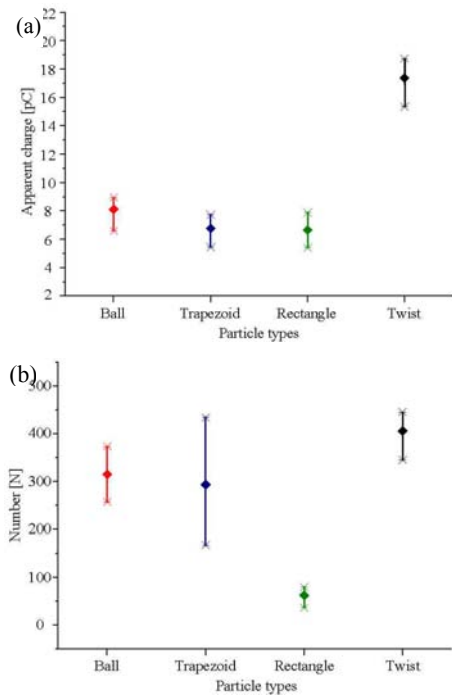 (a)
Apparent charge [pC]
22
20
18
16
14
12
10
8
6
4
2
Ball Trapezoid Rectangle Twist
Particle types
(b)
Number [N]
500
400
300
200
100
0
Ball Trapezoid Rectangle Twist
Particle types